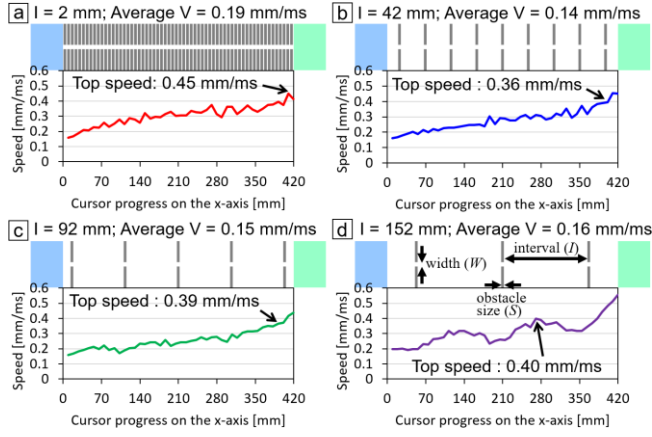 a I = 2 mm; Average V = 0.19 mm/ms
Speed [mm/ms]
0.6
0.5
0.4
0.3
0.2
0.1
0
Top speed: 0.45 mm/ms
0 70 140 210 280 350 420
Cursor progress on the x-axis [mm]
b I = 42 mm; Average V = 0.14 mm/ms
Speed [mm/ms]
0.6
0.5
0.4
0.3
0.2
0.1
0
Top speed : 0.36 mm/ms
0 70 140 210 280 350 420
Cursor progress on the x-axis [mm]
c I = 92 mm; Average V = 0.15 mm/ms
Speed [mm/ms]
0.6
0.5
0.4
0.3
0.2
0.1
0
Top speed : 0.39 mm/ms
0 70 140 210 280 350 420
Cursor progress on the x-axis [mm]
d I = 152 mm; Average V = 0.16 mm/ms
width (W)
interval (I)
obstacle
size (S)
Speed [mm/ms]
0.6
0.5
0.4
0.3
0.2
0.1
0
Top speed : 0.40 mm/ms
0 70 140 210 280 350 420
Cursor progress on the x-axis [mm]